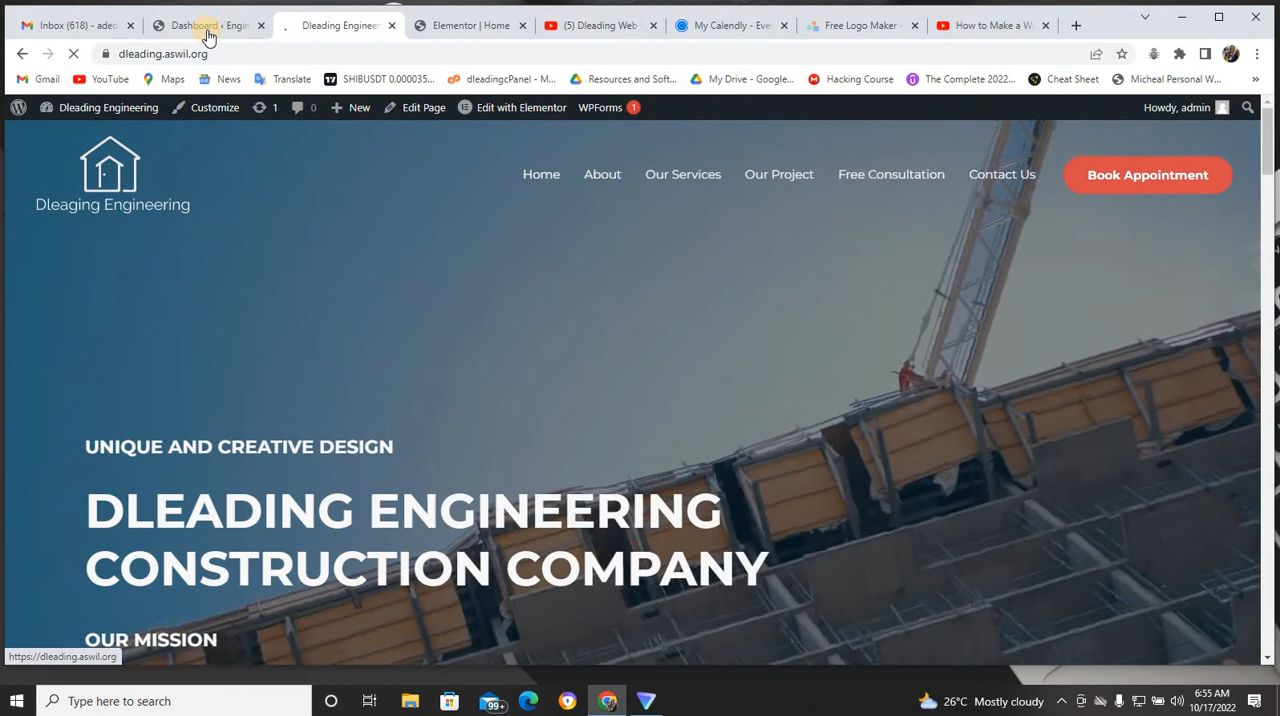 Inbox (618) - aded
Dashboard ‹ Engin
Dleading Engineer
Elementor | Home
(5) Dleading Web
My Calendly - Eve
Free Logo Maker -
How to Make a Wo
dleading.aswil.org
Gmail
YouTube
Maps
News
Translate
SHIBUSDT 0.000035...
dleadingcPanel - M...
Resources and Soft...
My Drive - Google...
Hacking Course
The Complete 2022...
Cheat Sheet
Micheal Personal W...
Dleading Engineering
Customize
1
0
New
Edit Page
Edit with Elementor
WPForms 1
Howdy, admin
Dleaging Engineering
Home
About
Our Services
Our Project
Free Consultation
Contact Us
Book Appointment
UNIQUE AND CREATIVE DESIGN
DLEADING ENGINEERING
CONSTRUCTION COMPANY
OUR MISSION
https://dleading.aswil.org
Type here to search
99+
26°C Mostly cloudy
6:55 AM
10/17/2022